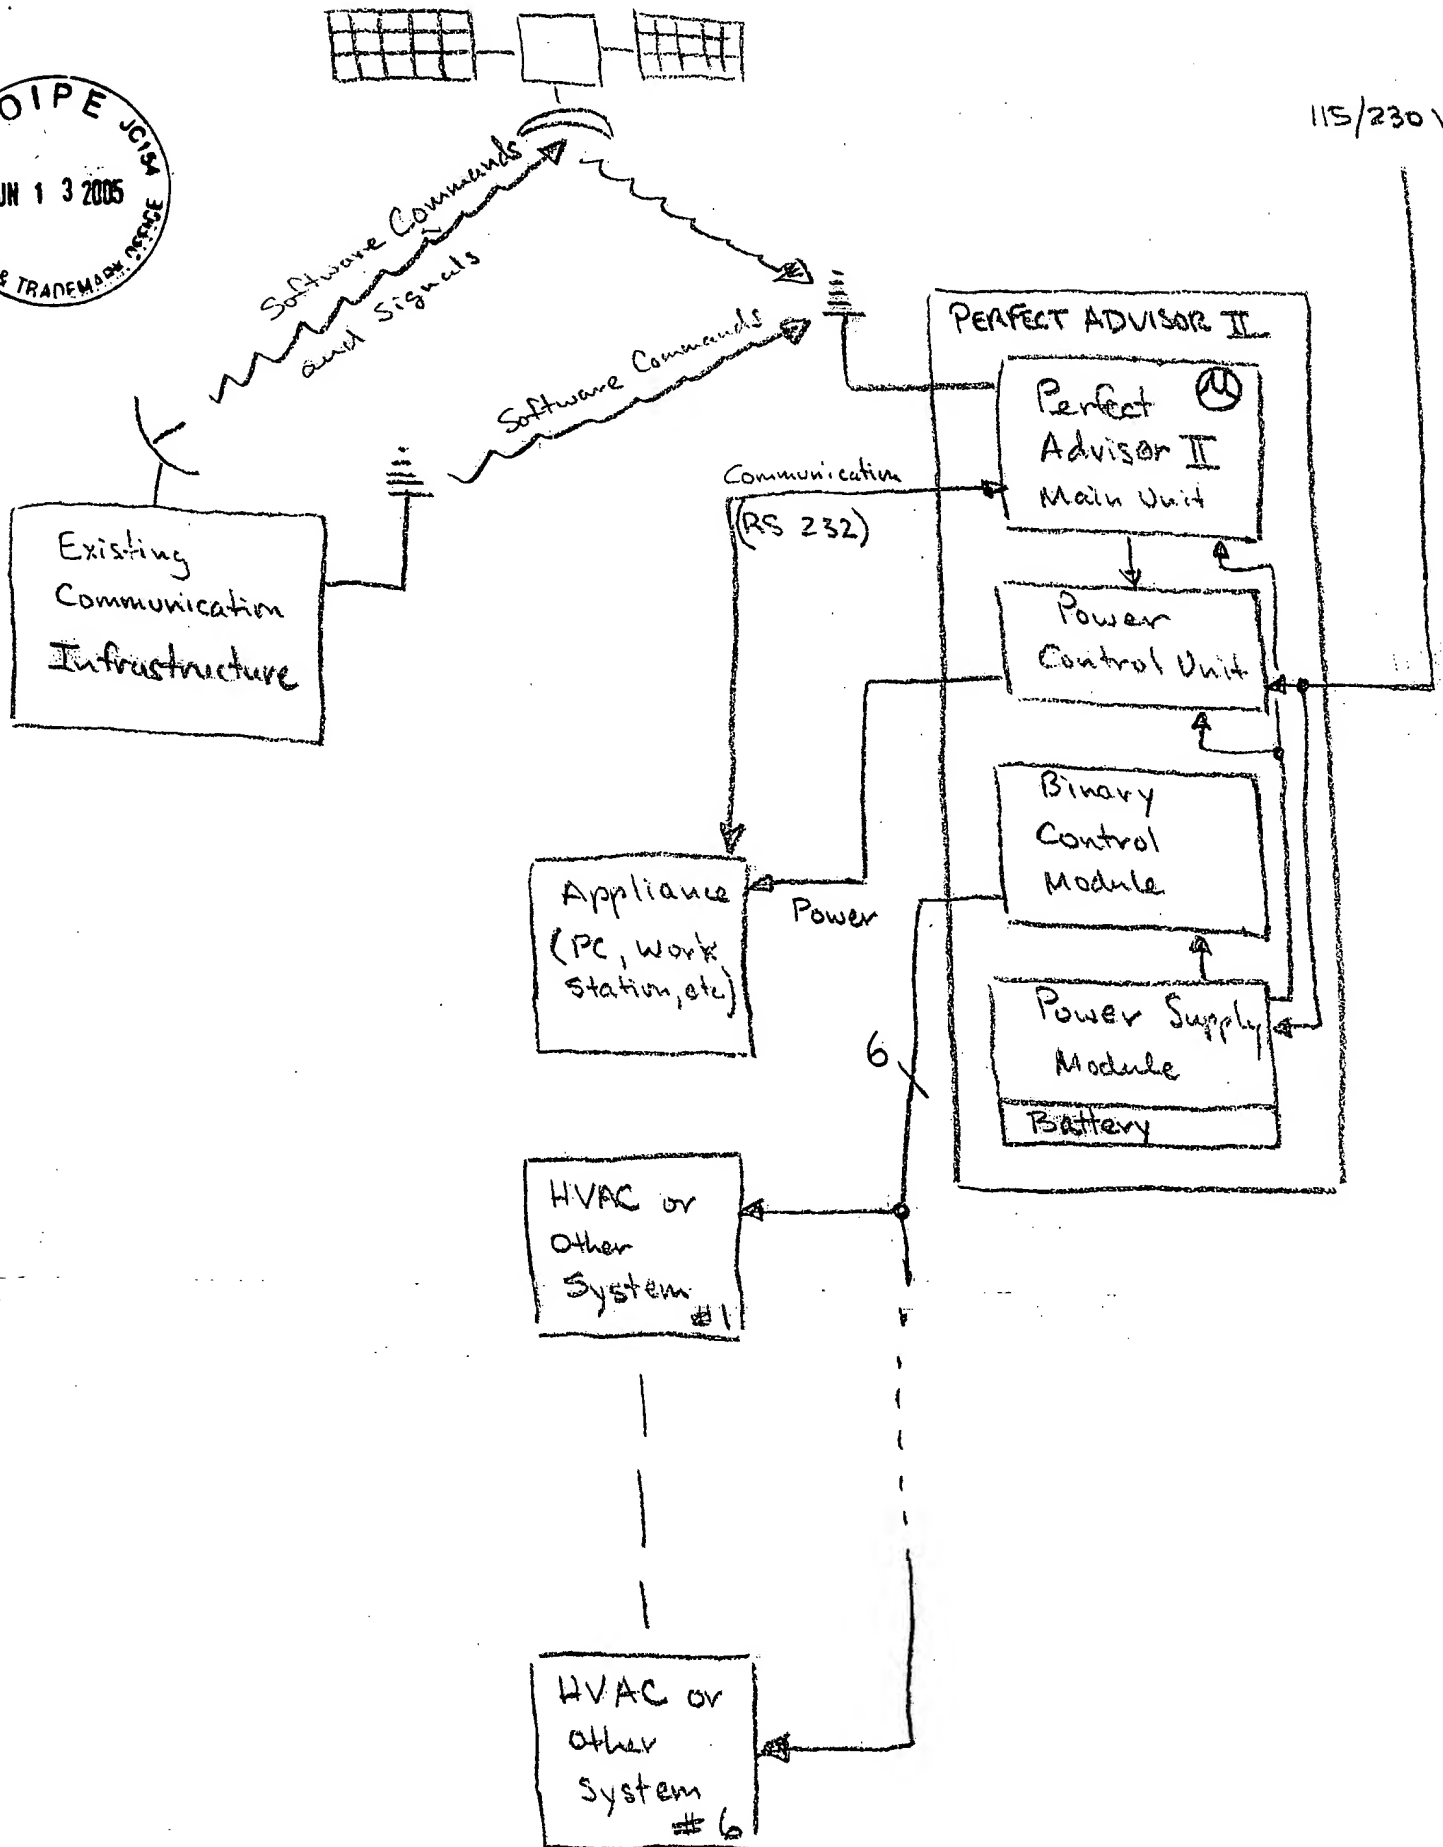 OIPE JC154
JUN 1 3 2005
& TRADEMARK OFFICE
115/230 V
Software Commands
and Signals
Software Commands
PERFECT ADVISOR II
Perfect
Advisor II
Main Unit
Communication
(RS 232)
Existing
Communication
Infrastructure
Power
Control Unit
Binary
Control
Module
Appliance
(PC, Work
Station, etc)
Power
Power Supply
Module
Battery
6
HVAC or
Other
System
#1
HVAC or
Other
System
#6